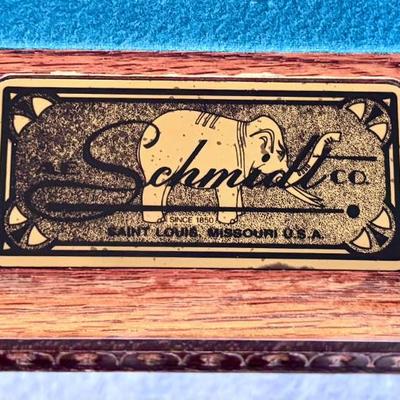 A.E. Schmidt CO.
SINCE 1850
SAINT LOUIS, MISSOURI U.S.A.